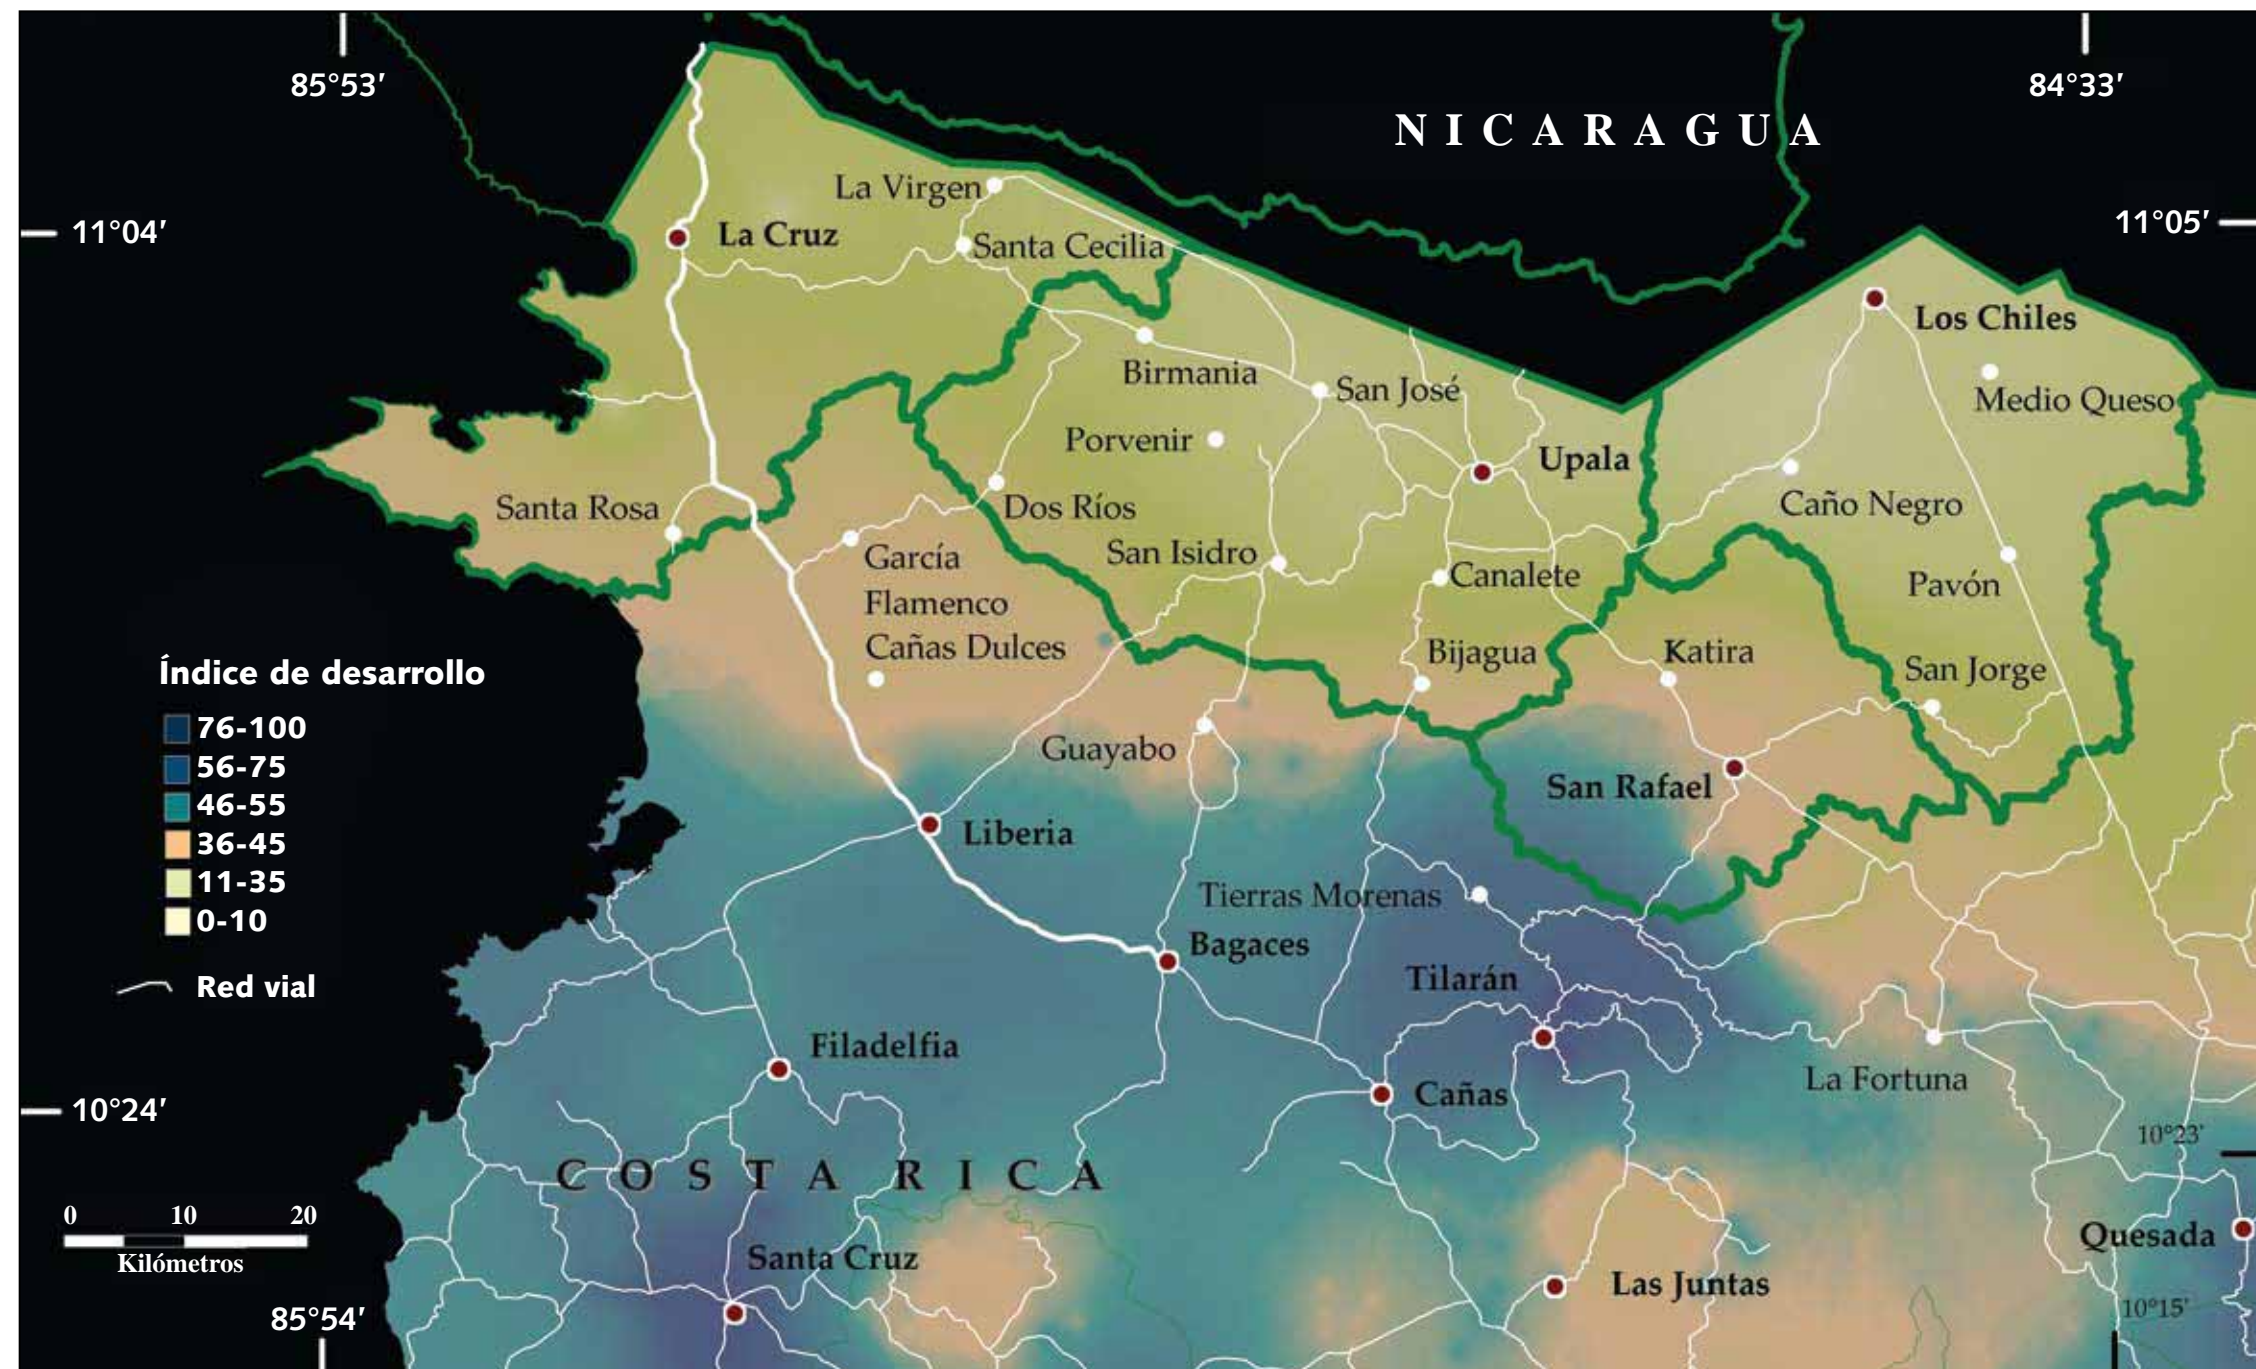 85°53′
84°33′
NICARAGUA
11°04′
11°05′
La Virgen
La Cruz
Santa Cecilia
Los Chiles
Birmania
San José
Medio Queso
Porvenir
Upala
Santa Rosa
Dos Ríos
Caño Negro
García
Flamenco
San Isidro
Canalete
Pavón
Cañas Dulces
Bijagua
Katira
San Jorge
Índice de desarrollo
76-100
56-75
46-55
36-45
11-35
0-10
Red vial
Guayabo
San Rafael
Liberia
Tierras Morenas
Bagaces
Tilarán
Filadelfia
Cañas
La Fortuna
10°24′
10°23′
COSTA RICA
0 10 20
Kilómetros
Quesada
Santa Cruz
Las Juntas
10°15′
85°54′